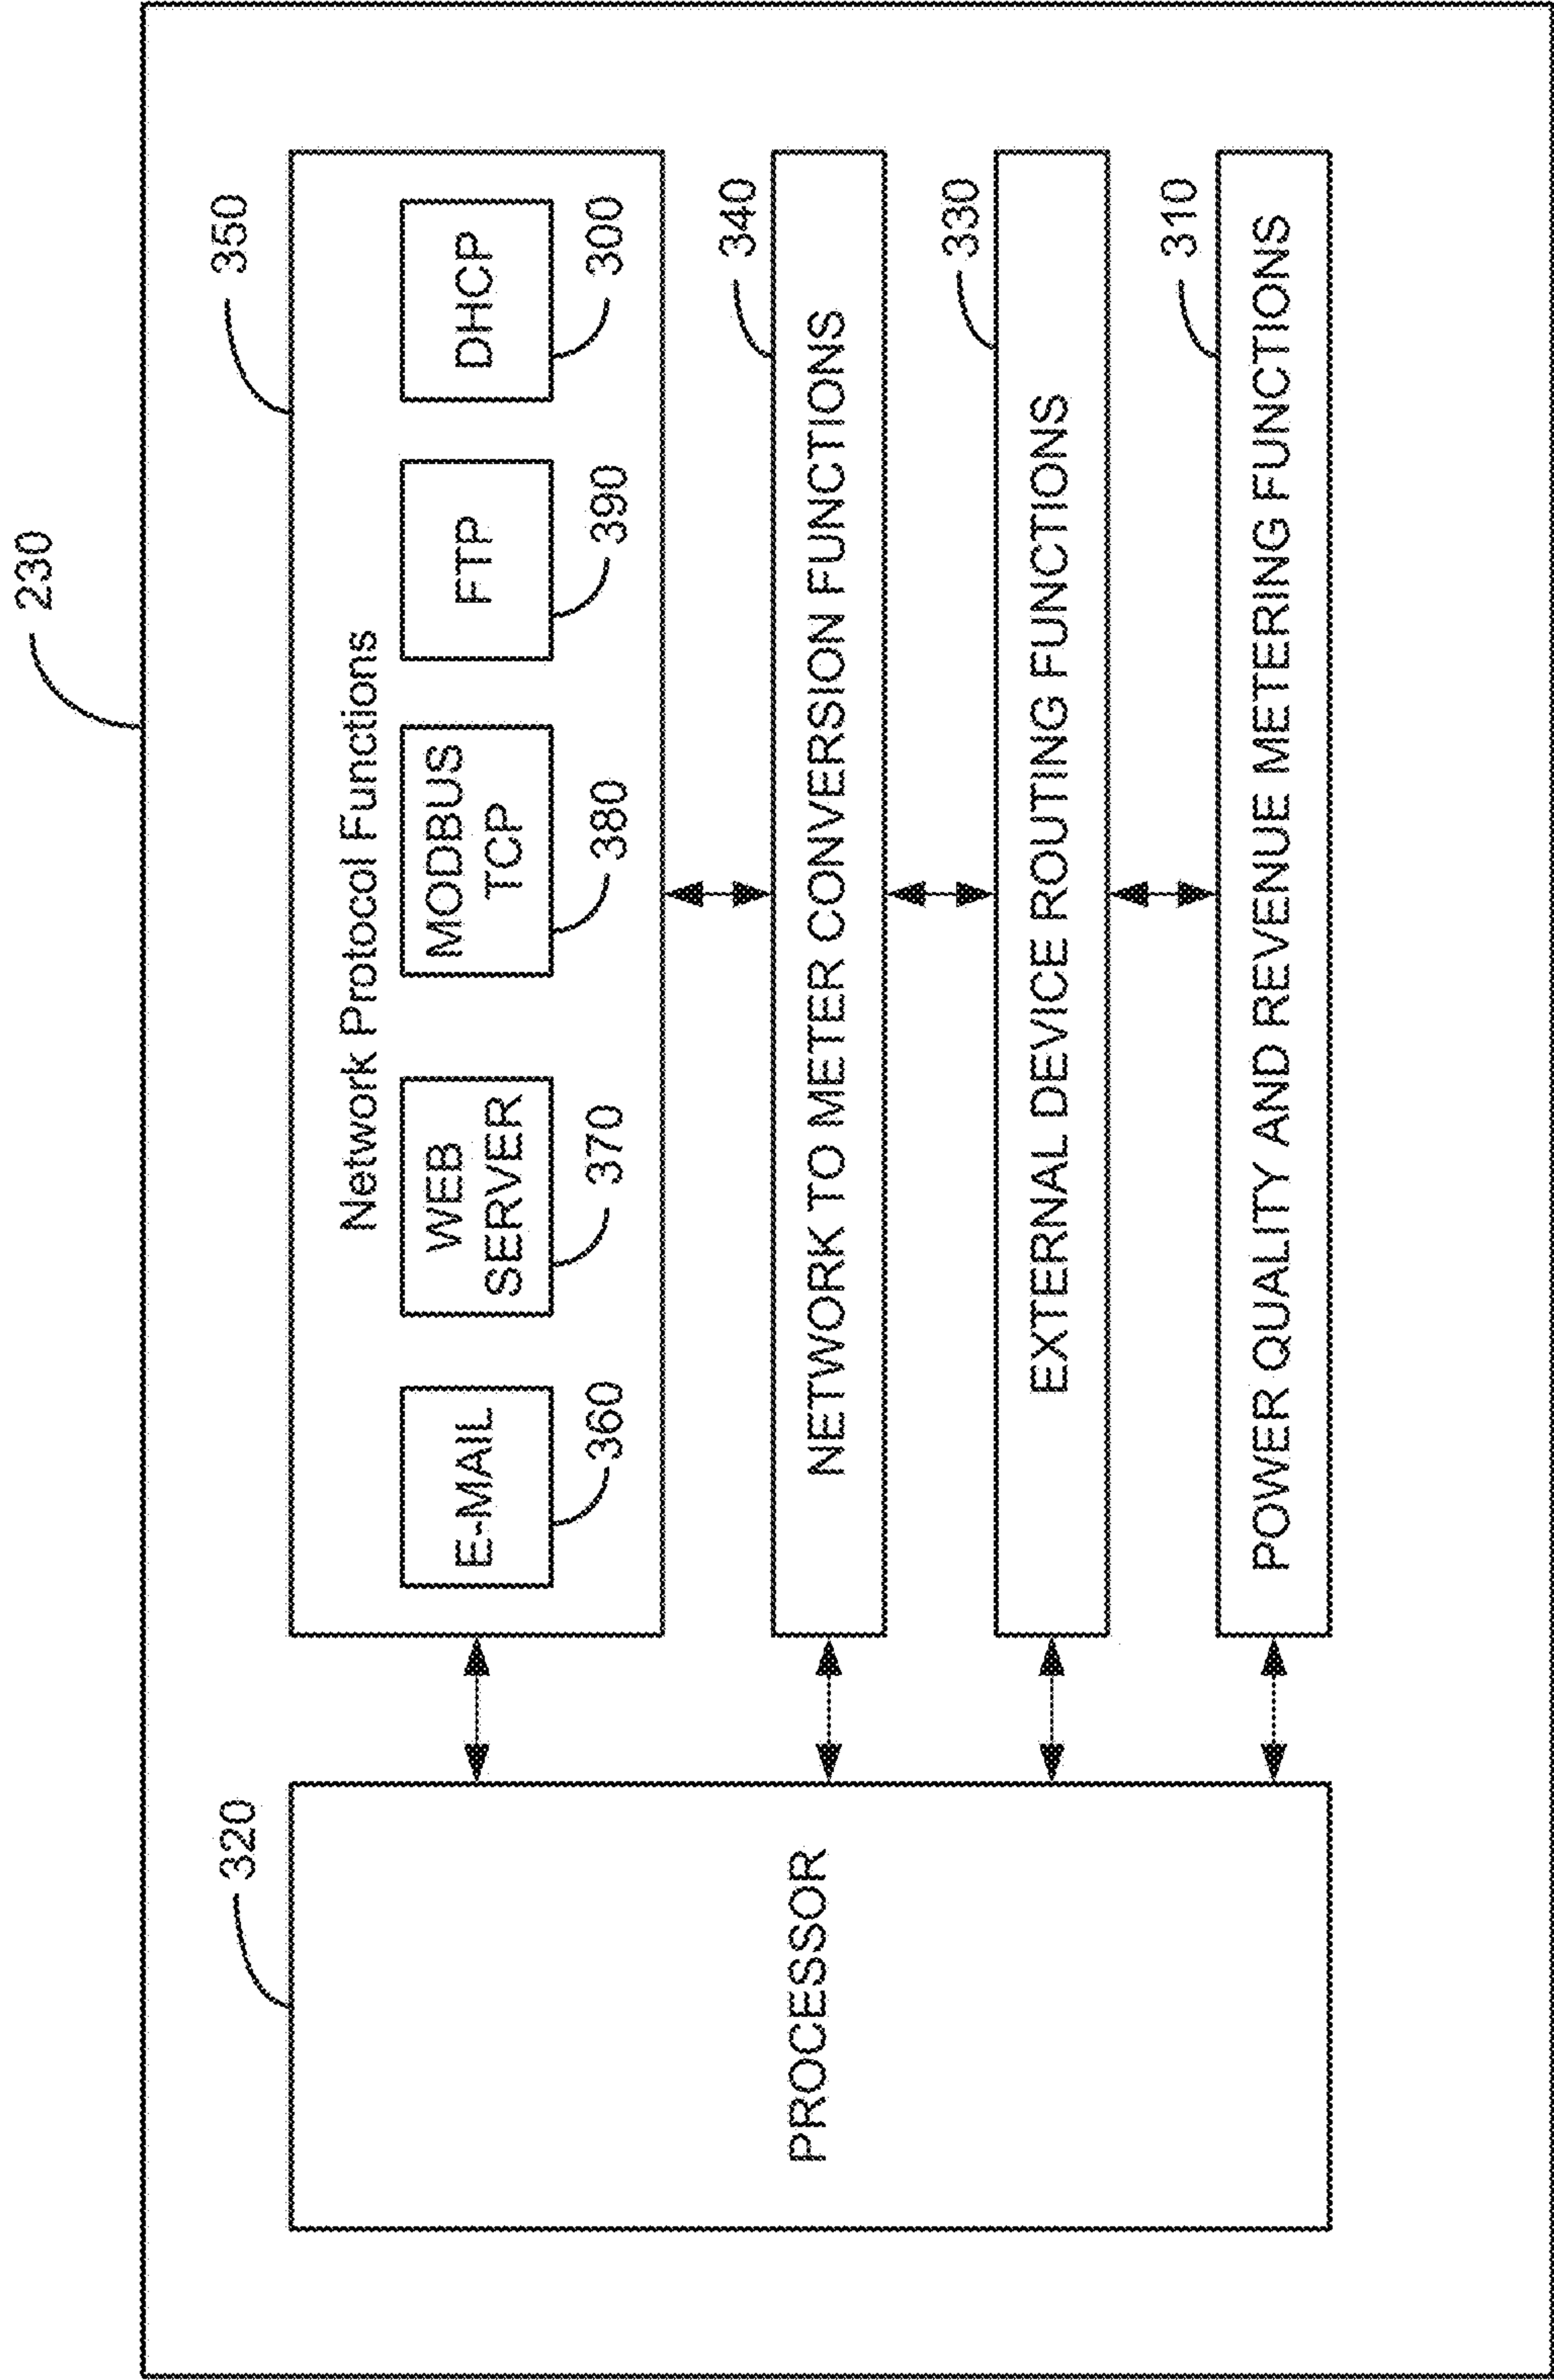 230
320
350
Network Protocol Functions
E-MAIL
WEB
SERVER
MODBUS
TCP
FTP
DHCP
360
370
380
390
300
340
NETWORK TO METER CONVERSION FUNCTIONS
330
EXTERNAL DEVICE ROUTING FUNCTIONS
310
POWER QUALITY AND REVENUE METERING FUNCTIONS
PROCESSOR